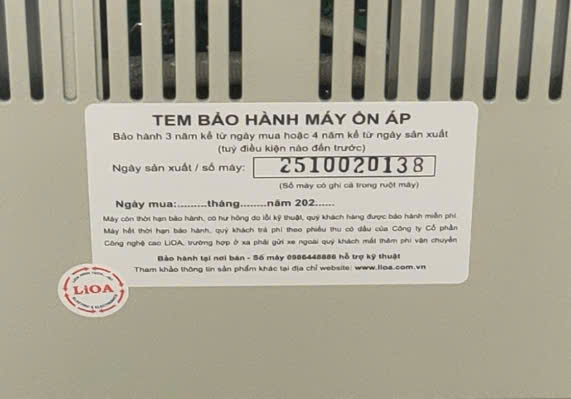 TEM BẢO HÀNH MÁY ỔN ÁP
Bảo hành 3 năm kể từ ngày mua hoặc 4 năm kể từ ngày sản xuất
(tuỳ điều kiện nào đến trước)
Ngày sản xuất / số máy: 2510020138
(Số máy có ghi cả trong ruột máy)
Ngày mua:.........tháng........năm 202......
Máy còn thời hạn bảo hành, có hư hỏng do lỗi kỹ thuật, quý khách hàng được bảo hành miễn phí.
Máy hết thời hạn bảo hành, quý khách trả phí theo phiếu thu có dấu của Công ty Cổ phần
Công nghệ cao LiOA, trường hợp ở xa phải gửi xe ngoài quý khách mất thêm phí vận chuyển
Bảo hành tại nơi bán - Số máy 0986448886 hỗ trợ kỹ thuật
Tham khảo thông tin sản phẩm khác tại địa chỉ website: www.lioa.com.vn
LiOA